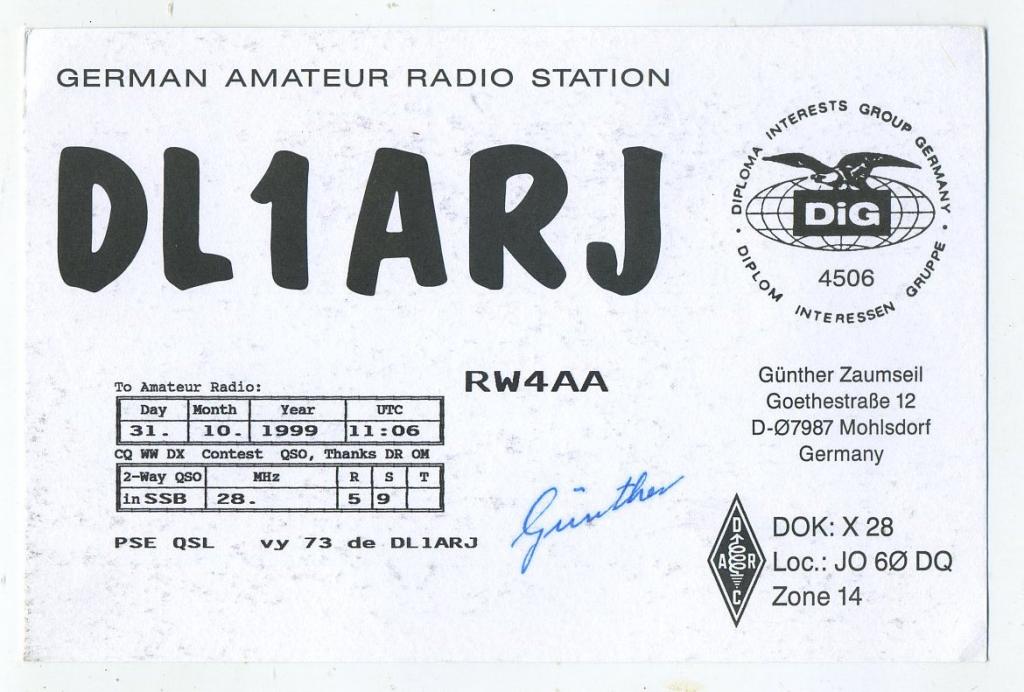 GERMAN AMATEUR RADIO STATION
DL1ARJ
DIPLOMA INTERESTS GROUP GERMANY
DiG
4506
DIPLOM INTERESSEN GRUPPE
To Amateur Radio:
RW4AA
Day Month Year UTC
31. 10. 1999 11:06
CQ WW DX Contest QSO, Thanks DR OM
2-Way QSO MHz R S T
in SSB 28. 5 9
PSE QSL vy 73 de DL1ARJ
Günther
Günther Zaumseil
Goethestraße 12
D-Ø7987 Mohlsdorf
Germany
D
A R
C
DOK: X 28
Loc.: JO 6Ø DQ
Zone 14